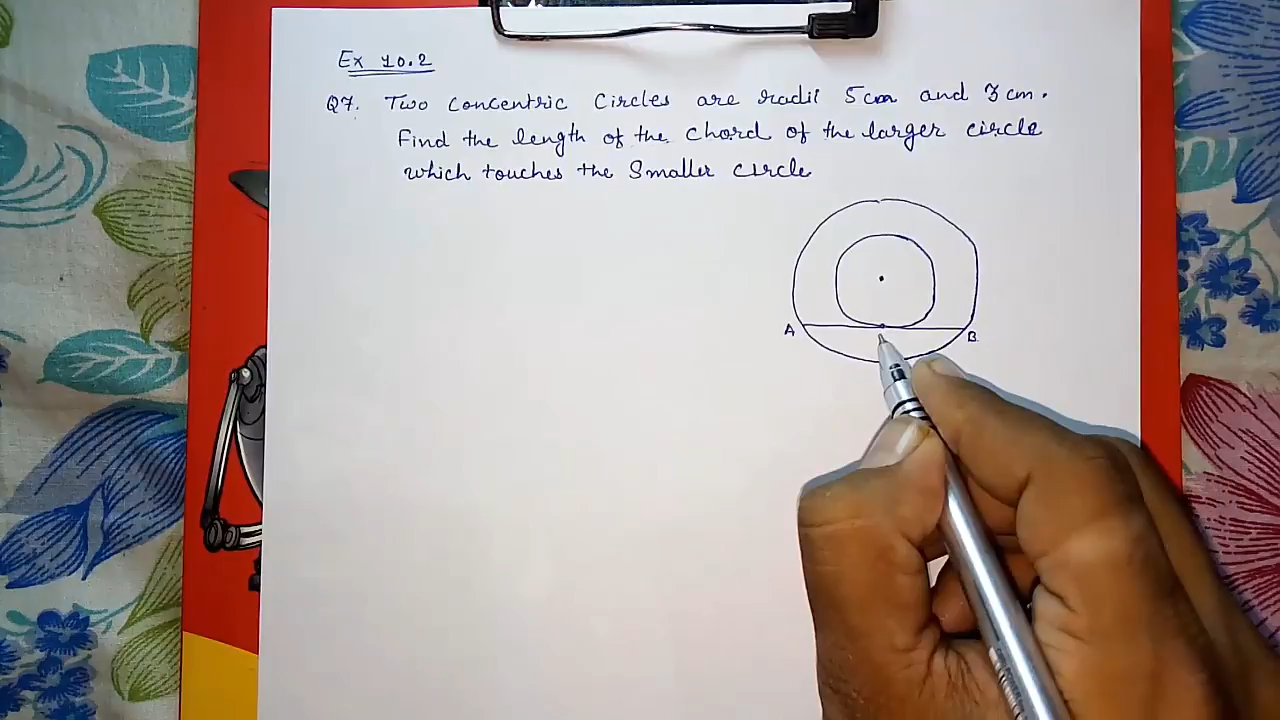 Ex 10.2
Q7. Two concentric circles are radii 5cm and 3cm.
Find the length of the chord of the larger circle
which touches the smaller circle
A
B